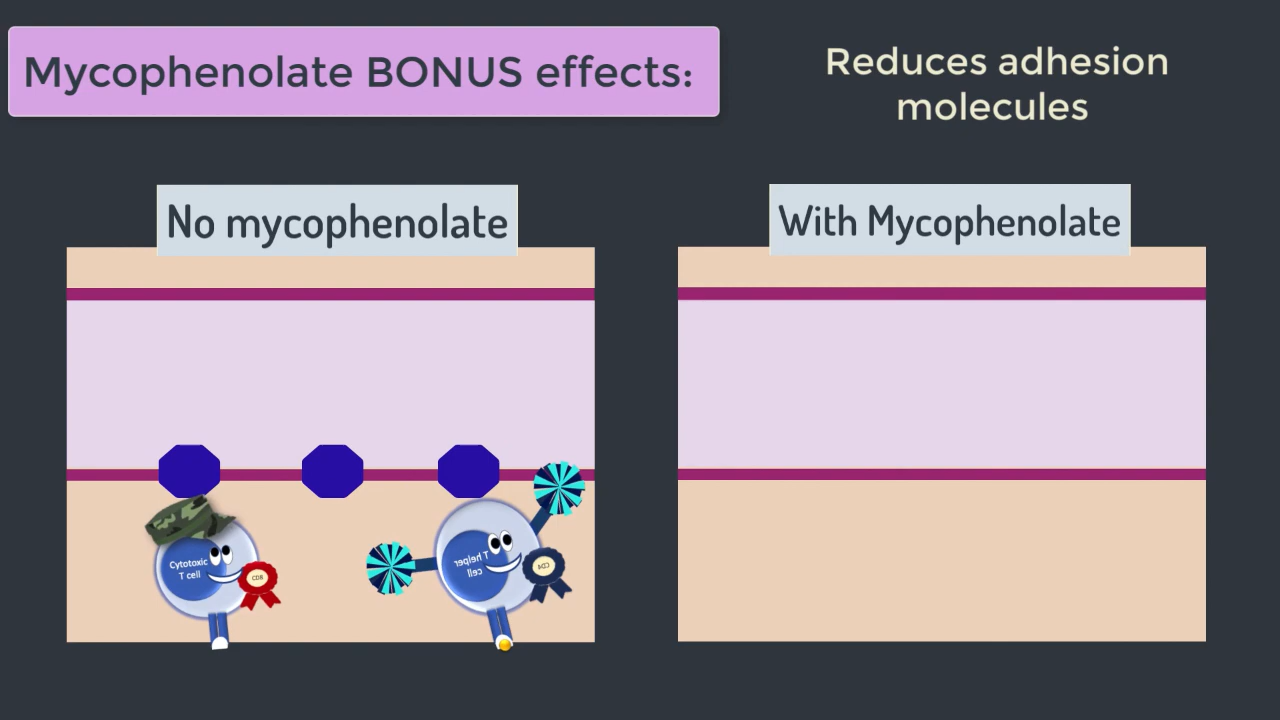 Mycophenolate BONUS effects:
Reduces adhesion
molecules
No mycophenolate
With Mycophenolate
Cytotoxic
T cell
CD8
T helper
cell
CD4